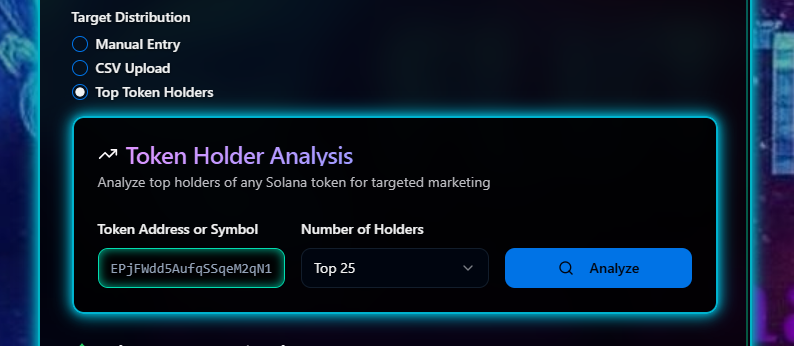 Target Distribution
Manual Entry
CSV Upload
Top Token Holders
Token Holder Analysis
Analyze top holders of any Solana token for targeted marketing
Token Address or Symbol
Number of Holders
EPjFWdd5AufqSSqeM2qN1
Top 25
Analyze